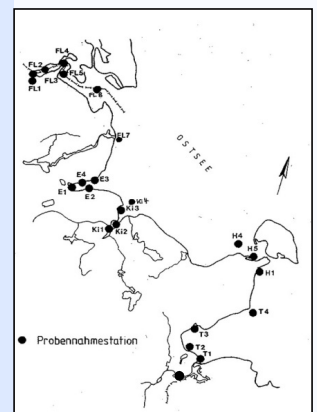 FL4
FL2
FL5
FL1
FL3
FL6
FL7
OSTSEE
E4
E3
E1
E2
Ki4
Ki3
Ki1
Ki2
H4
H5
H1
T4
T3
T2
T1
Probennahmestation